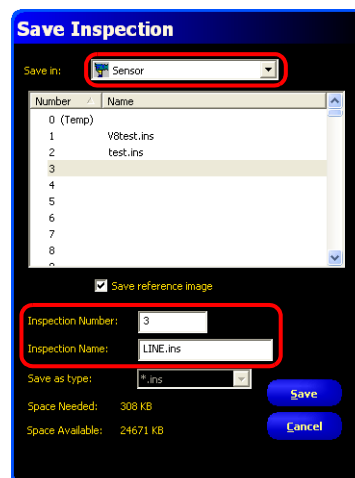 Save Inspection
Save in: Sensor
Number Name
0 (Temp)
1 V8test.ins
2 test.ins
3
4
5
6
7
8
Save reference image
Inspection Number: 3
Inspection Name: LINE.ins
Save as type: *.ins
Save
Space Needed: 308 KB
Space Available: 24671 KB
Cancel